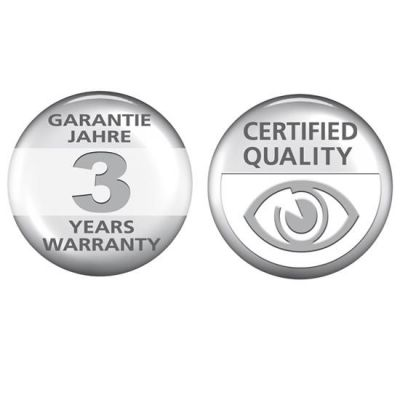 GARANTIE
JAHRE
3
YEARS
WARRANTY
CERTIFIED
QUALITY